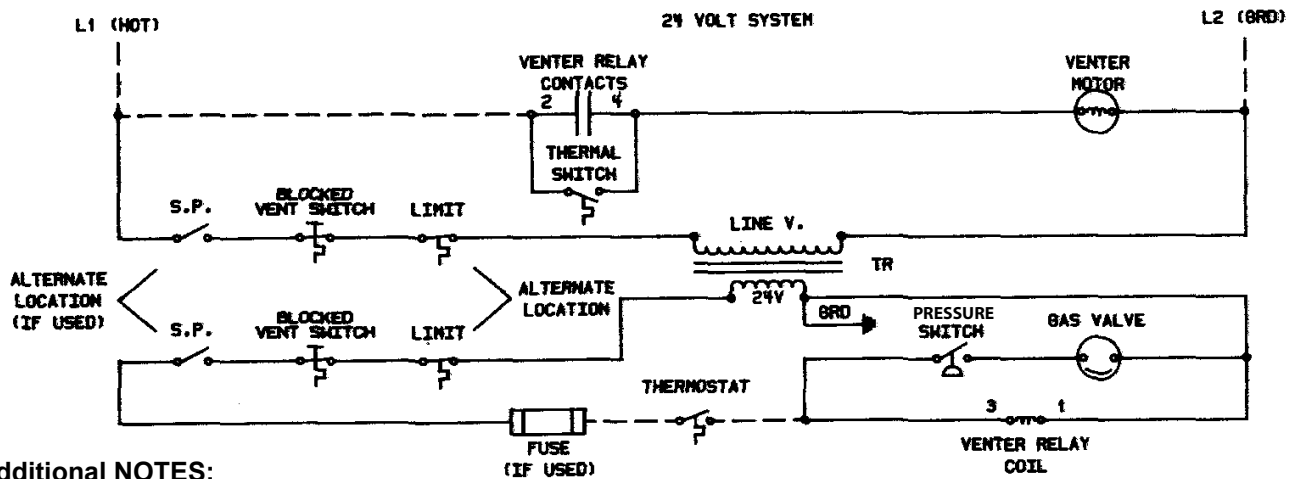 L1 (HOT)
24 VOLT SYSTEM
L2 (GRD)
VENTER RELAY
CONTACTS
2 4
VENTER
MOTOR
THERMAL
SWITCH
S.P.
BLOCKED
VENT SWITCH
LIMIT
LINE V.
TR
ALTERNATE
LOCATION
(IF USED)
ALTERNATE
LOCATION
24V
GRD
PRESSURE
SWITCH
GAS VALVE
S.P.
BLOCKED
VENT SWITCH
LIMIT
THERMOSTAT
3 1
FUSE
(IF USED)
VENTER RELAY
COIL
dditional NOTES: